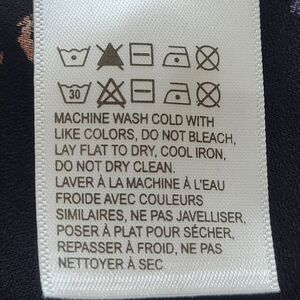 30
MACHINE WASH COLD WITH
LIKE COLORS, DO NOT BLEACH,
LAY FLAT TO DRY, COOL IRON,
DO NOT DRY CLEAN.
LAVER À LA MACHINE À L'EAU
FROIDE AVEC COULEURS
SIMILAIRES, NE PAS JAVELLISER,
POSER À PLAT POUR SÉCHER,
REPASSER À FROID, NE PAS
NETTOYER À SEC